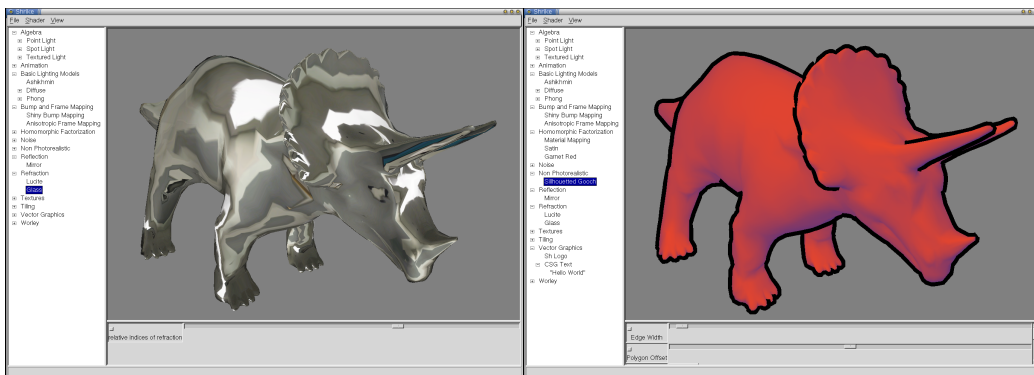 Shrike
File Shader View
Algebra
Point Light
Spot Light
Textured Light
Animation
Basic Lighting Models
Ashikhmin
Diffuse
Phong
Bump and Frame Mapping
Shiny Bump Mapping
Anisotropic Frame Mapping
Homomorphic Factorization
Noise
Non Photorealistic
Reflection
Mirror
Refraction
Lucite
Glass
Textures
Tiling
Vector Graphics
Worley
relative indices of refraction
Shrike
File Shader View
Algebra
Point Light
Spot Light
Textured Light
Animation
Basic Lighting Models
Ashikhmin
Diffuse
Phong
Bump and Frame Mapping
Shiny Bump Mapping
Anisotropic Frame Mapping
Homomorphic Factorization
Material Mapping
Satin
Garnet Red
Noise
Non Photorealistic
Silhouetted Gooch
Reflection
Mirror
Refraction
Lucite
Glass
Textures
Tiling
Vector Graphics
Sh Logo
CSG Text
"Hello World"
Worley
Edge Width
Polygon Offset